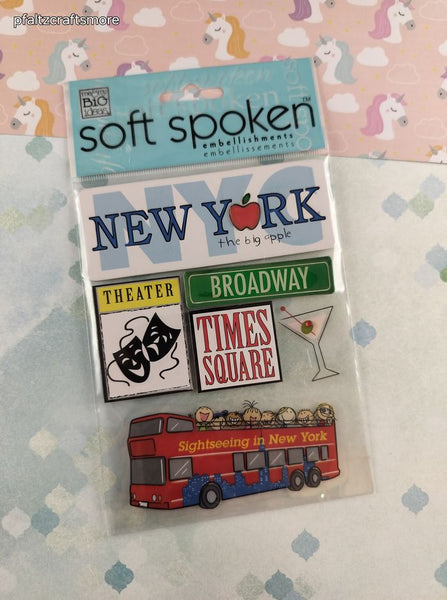 pfaltzcraftsmore
me&my
BiG
ideas
soft spoken™
embellishments
embellissements
NYC
NEW YORK
the big apple
THEATER
BROADWAY
TIMES
SQUARE
Sightseeing in New York